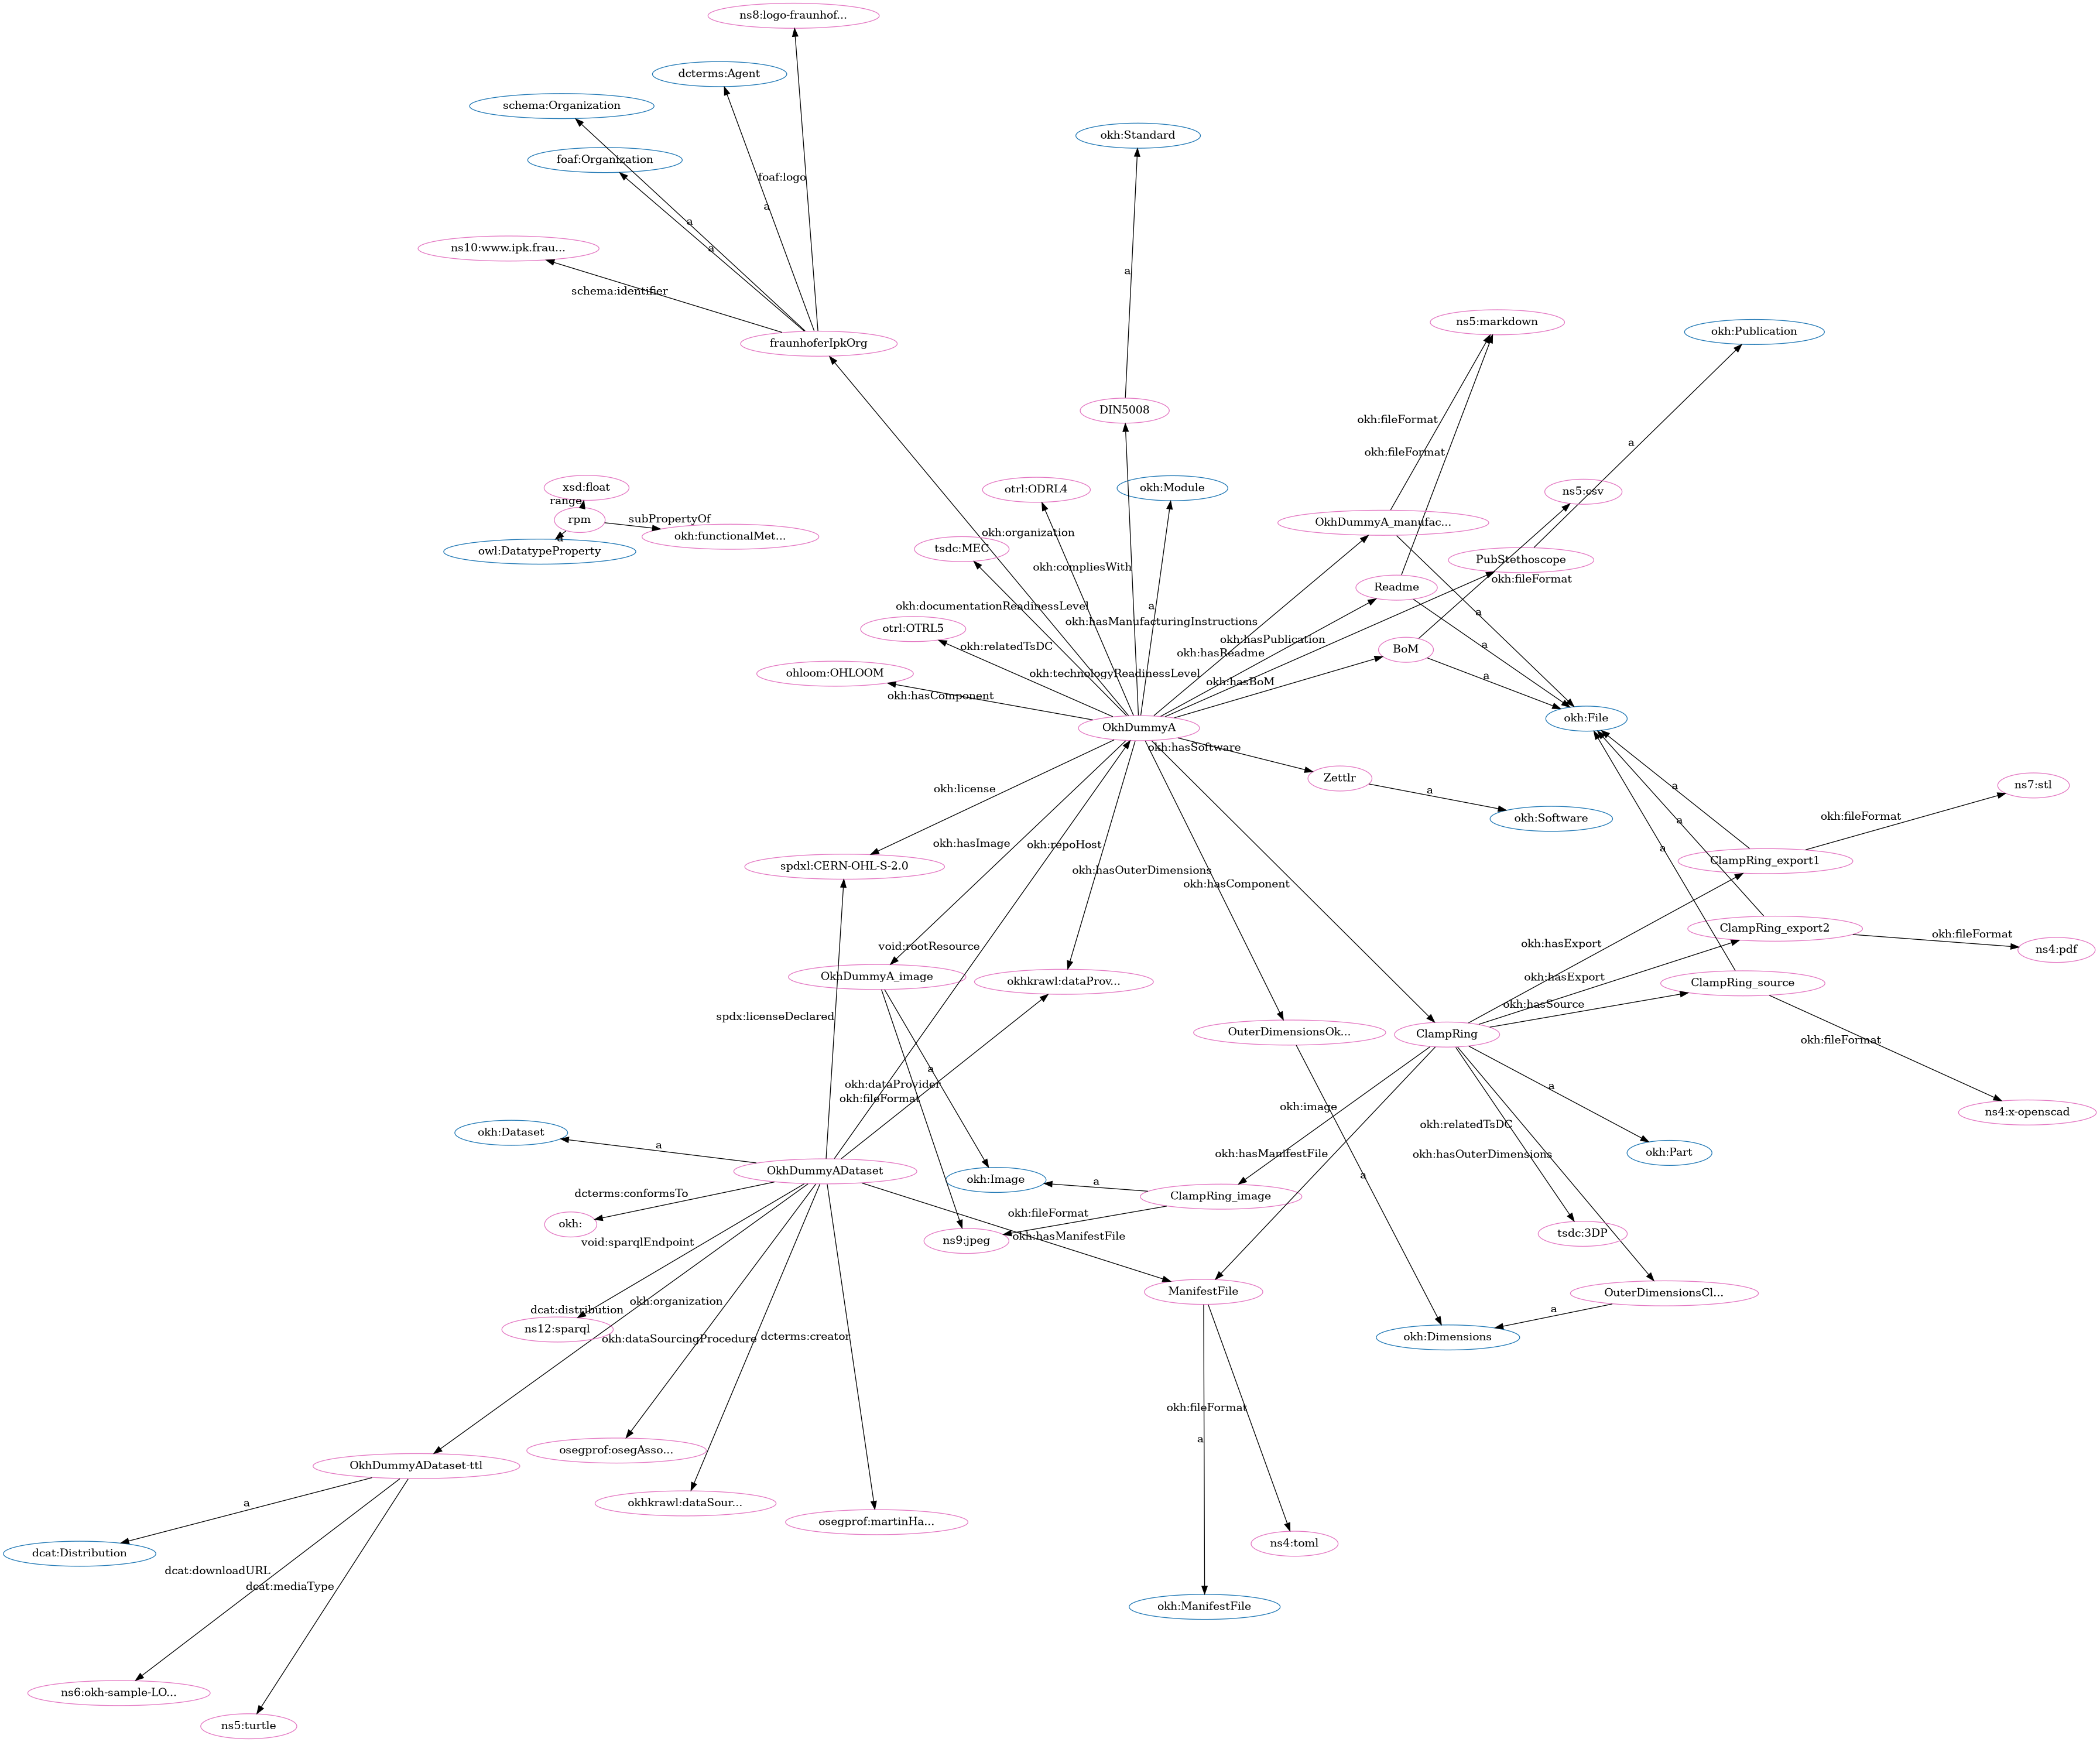 ns8:logo-fraunhof...
dcterms:Agent
schema:Organization
okh:Standard
foaf:Organization
foaf:logo
a
a
a
ns10:www.ipk.frau...
a
schema:identifier
ns5:markdown
okh:Publication
fraunhoferIpkOrg
DIN5008
okh:fileFormat
a
okh:fileFormat
xsd:float
otrl:ODRL4
okh:Module
ns5:csv
range
rpm
subPropertyOf
OkhDummyA_manufac...
okh:organization
okh:functionalMet...
a
owl:DatatypeProperty
tsdc:MEC
PubStethoscope
okh:compliesWith
okh:fileFormat
Readme
okh:documentationReadinessLevel
a
a
okh:hasManufacturingInstructions
otrl:OTRL5
okh:hasPublication
okh:relatedTsDC
a
okh:hasReadme
BoM
ohloom:OHLOOM
okh:technologyReadinessLevel
a
okh:hasBoM
okh:hasComponent
okh:File
OkhDummyA
okh:hasSoftware
Zettlr
ns7:stl
okh:license
a
a
okh:Software
okh:fileFormat
a
okh:hasImage
okh:repoHost
a
ClampRing_export1
spdxl:CERN-OHL-S-2.0
okh:hasOuterDimensions
okh:hasComponent
ClampRing_export2
okh:fileFormat
void:rootResource
okh:hasExport
ns4:pdf
OkhDummyA_image
okhkrawl:dataProv...
okh:hasExport
ClampRing_source
okh:hasSource
spdx:licenseDeclared
OuterDimensionsOk...
ClampRing
okh:fileFormat
a
okh:dataProvider
a
okh:fileFormat
okh:image
ns4:x-openscad
okh:relatedTsDC
okh:Dataset
a
okh:hasManifestFile
okh:hasOuterDimensions
okh:Part
OkhDummyADataset
okh:Image
a
a
dcterms:conformsTo
ClampRing_image
okh:
okh:fileFormat
void:sparqlEndpoint
ns9:jpeg
okh:hasManifestFile
tsdc:3DP
ManifestFile
OuterDimensionsCl...
okh:organization
dcat:distribution
a
ns12:sparql
okh:dataSourcingProcedure
dcterms:creator
okh:Dimensions
okh:fileFormat
a
osegprof:osegAsso...
OkhDummyADataset-ttl
a
okhkrawl:dataSour...
osegprof:martinHa...
ns4:toml
dcat:Distribution
dcat:downloadURL
dcat:mediaType
okh:ManifestFile
ns6:okh-sample-LO...
ns5:turtle